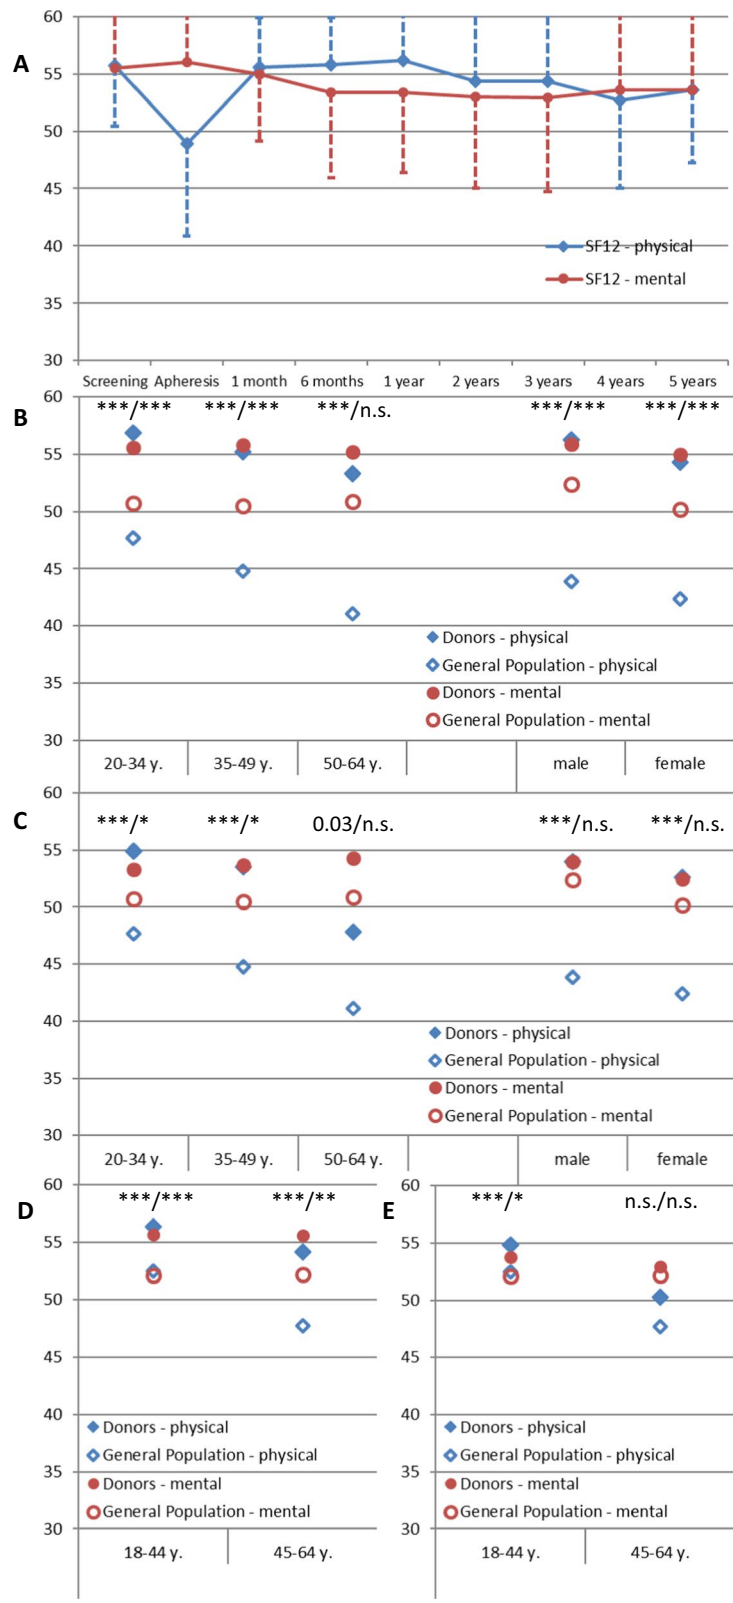 60
A
55
50
45
40
SF12 - physical
SF12 - mental
35
30
Screening Apheresis 1 month 6 months 1 year 2 years 3 years 4 years 5 years
60
B
***/*** ***/*** ***/n.s. ***/*** ***/***
55
50
45
40
Donors - physical
General Population - physical
35
Donors - mental
General Population - mental
30
20-34 y. 35-49 y. 50-64 y. male female
60
C
***/* ***/* 0.03/n.s. ***/n.s. ***/n.s.
55
50
45
40
Donors - physical
General Population - physical
35
Donors - mental
General Population - mental
30
20-34 y. 35-49 y. 50-64 y. male female
60
D
***/*** ***/**
55
50
45
40
Donors - physical
General Population - physical
35
Donors - mental
General Population - mental
30
18-44 y. 45-64 y.
60
E
***/* n.s./n.s.
55
50
45
40
Donors - physical
General Population - physical
35
Donors - mental
General Population - mental
30
18-44 y. 45-64 y.